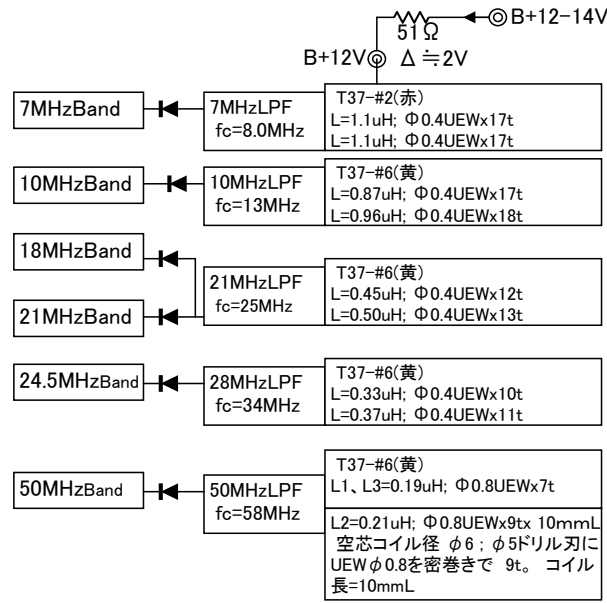 B+12-14V
51Ω
B+12V Δ≒2V
7MHzBand
7MHzLPF
fc=8.0MHz
T37-#2(赤)
L=1.1uH; Φ0.4UEWx17t
L=1.1uH; Φ0.4UEWx17t
10MHzBand
10MHzLPF
fc=13MHz
T37-#6(黄)
L=0.87uH; Φ0.4UEWx17t
L=0.96uH; Φ0.4UEWx18t
18MHzBand
21MHzBand
21MHzLPF
fc=25MHz
T37-#6(黄)
L=0.45uH; Φ0.4UEWx12t
L=0.50uH; Φ0.4UEWx13t
24.5MHzBand
28MHzLPF
fc=34MHz
T37-#6(黄)
L=0.33uH; Φ0.4UEWx10t
L=0.37uH; Φ0.4UEWx11t
50MHzBand
50MHzLPF
fc=58MHz
T37-#6(黄)
L1、L3=0.19uH; Φ0.8UEWx7t
L2=0.21uH; Φ0.8UEWx9tx 10mmL
空芯コイル径 φ6 ; φ5ドリル刃に
UEWφ0.8を密巻きで 9t。 コイル
長=10mmL